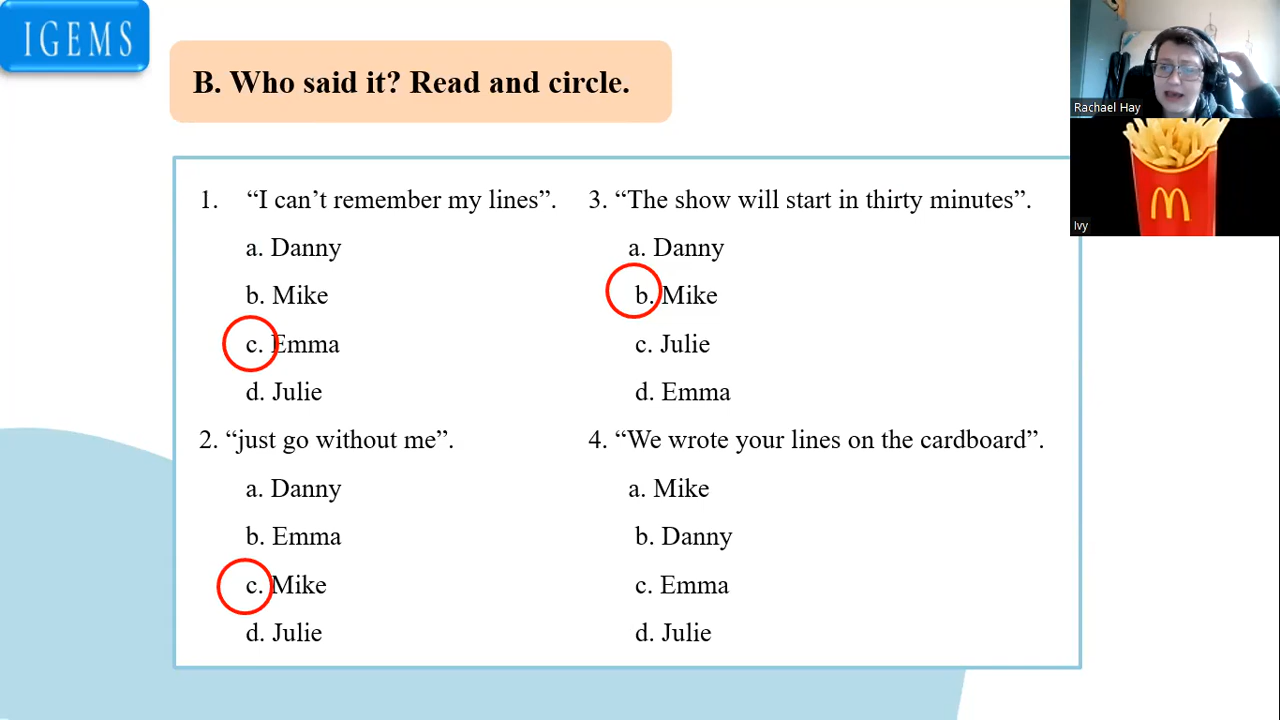 IGEMS
B. Who said it? Read and circle.
1. “I can’t remember my lines”.
a. Danny
b. Mike
c. Emma
d. Julie
2. “just go without me”.
a. Danny
b. Emma
c. Mike
d. Julie
3. “The show will start in thirty minutes”.
a. Danny
b. Mike
c. Julie
d. Emma
4. “We wrote your lines on the cardboard”.
a. Mike
b. Danny
c. Emma
d. Julie
Rachael Hay
M
Ivy